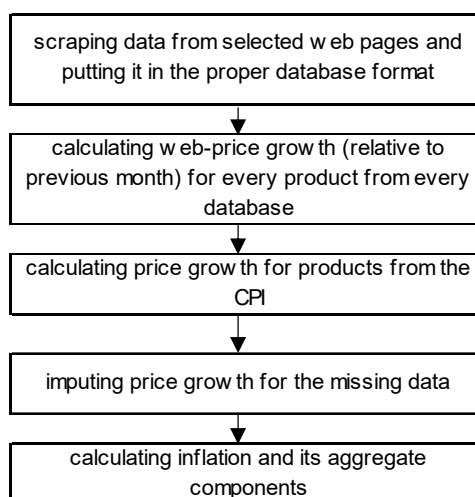 scraping data from selected web pages and
putting it in the proper database format
calculating web-price growth (relative to
previous month) for every product from every
database
calculating price growth for products from the
CPI
imputing price growth for the missing data
calculating inflation and its aggregate
components